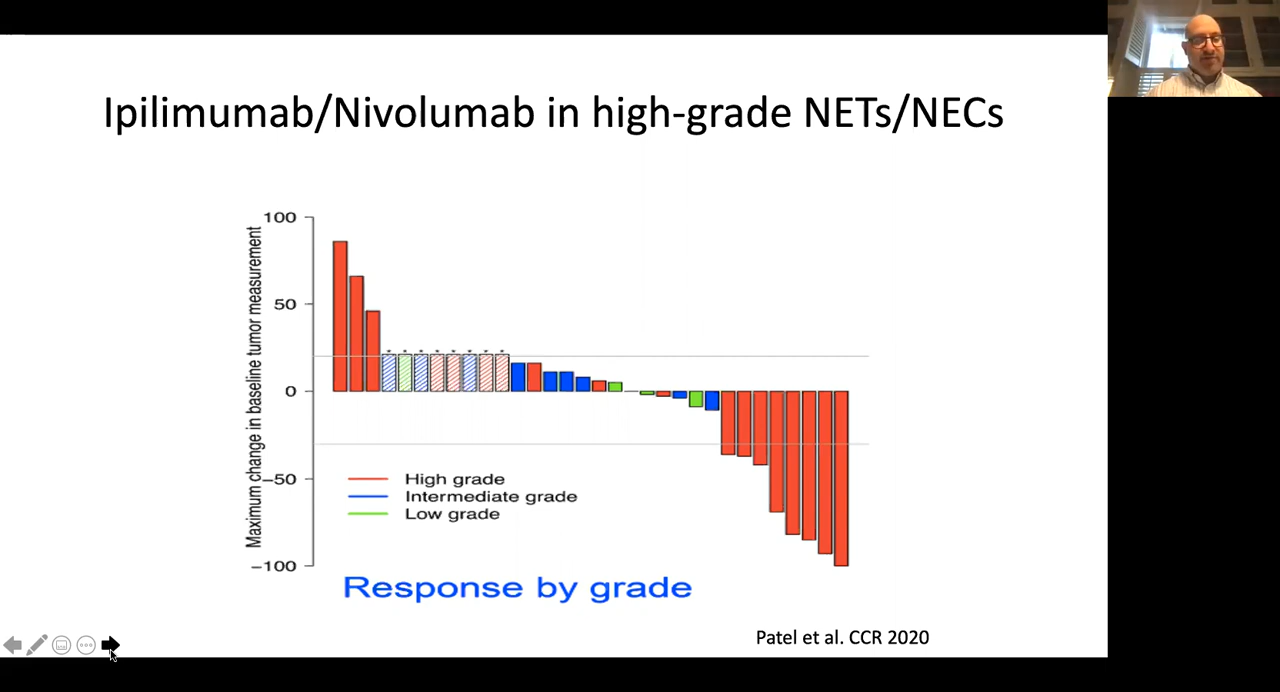 Ipilimumab/Nivolumab in high-grade NETs/NECs
Maximum change in baseline tumor measurement
100
50
0
−50
−100
* * * * * * * *
High grade
Intermediate grade
Low grade
Response by grade
Patel et al. CCR 2020